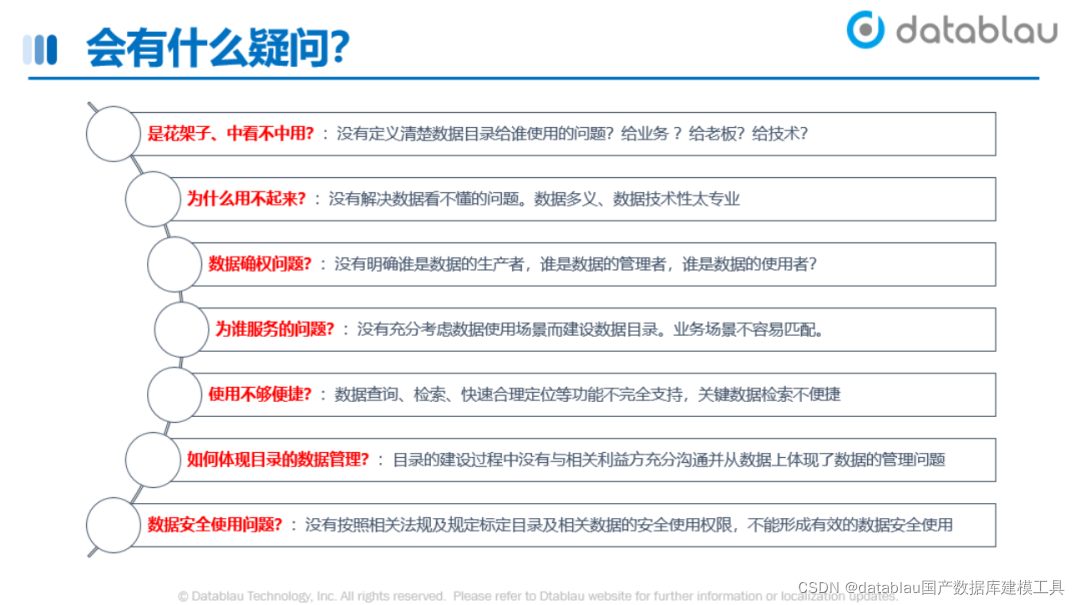 会有什么疑问?
datablau
是花架子、中看不中用? ： 没有定义清楚数据目录给谁使用的问题？给业务 ？给老板？给技术？
为什么用不起来? ： 没有解决数据看不懂的问题。数据多义、数据技术性太专业
数据确权问题? ： 没有明确谁是数据的生产者，谁是数据的管理者，谁是数据的使用者？
为谁服务的问题? ： 没有充分考虑数据使用场景而建设数据目录。业务场景不容易匹配。
使用不够便捷? ： 数据查询、检索、快速合理定位等功能不完全支持，关键数据检索不便捷
如何体现目录的数据管理? ： 目录的建设过程中没有与相关利益方充分沟通并从数据上体现了数据的管理问题
数据安全使用问题? ： 没有按照相关法规及规定标定目录及相关数据的安全使用权限，不能形成有效的数据安全使用
© Datablau Technology, Inc. All rights reserved. Please refer to Dtablau website for further information or localization updates.
CSDN @datablau国产数据库建模工具